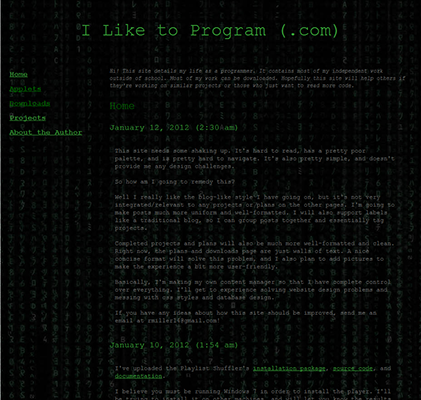 I Like to Program (.com)
Home
Applets
Downloads
Projects
About the Author
Hi! This site details my life as a programmer. It contains most of my independent work
outside of school. Most of my work can be downloaded. Hopefully this site will help others if
they're working on similar projects or those who just want to read more code.
Home
January 12, 2012 (2:30am)
This site needs some shaking up. It's hard to read, has a pretty poor
palette, and is pretty hard to navigate. It's also pretty simple, and doesn't
provide me any design challenges.
So how am I going to remedy this?
Well I really like the blog-like style I have going on, but it's not very
integrated/relevant to any projects or plans on the other pages. I'm going to
make posts much more uniform and well-formatted. I will also support labels
like a traditional blog, so I can group posts together and essentially tag
projects.
Completed projects and plans will also be much more well-formatted and clean.
Right now, the plans and downloads page are just walls of text. A nice
concise format will solve this problem, and I also plan to add pictures to
make the experience a bit more user-friendly.
Basically, I'm making my own content manager so that I have complete control
over everything. I'll get to experience solving website design problems and
messing with css styles and database design.
If you have any ideas about how this site should be improved, send me an
email at
January 10, 2012 (1:54 am)
I've uploaded the Playlist Shuffler's installation package, source code, and
documentation.
I believe you must be running Windows 7 in order to install the player. I'll